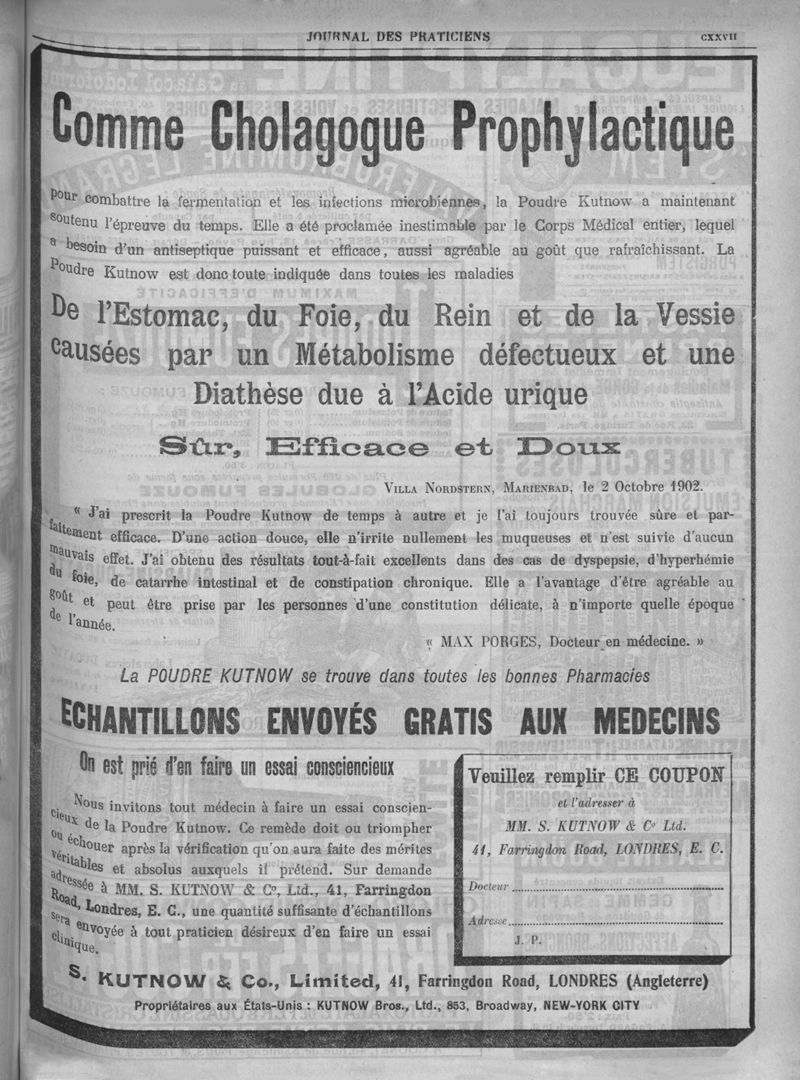 JOURNAL DES PRATICIENS
CXXVII
Comme Cholagogue Prophylactique
pour combattre la fermentation et les infections microbiennes, la Poudre Kutnow a maintenant
soutenu l'épreuve du temps. Elle a été proclamée inestimable par le Corps Médical entier, lequel
a besoin d'un antiseptique puissant et efficace, aussi agréable au goût que rafraîchissant. La
Poudre Kutnow est donc toute indiquée dans toutes les maladies
De l'Estomac, du Foie, du Rein et de la Vessie
causées par un Métabolisme défectueux et une
Diathèse due à l'Acide urique
Sûr, Efficace et Doux
VILLA NORDSTERN, MARIENBAD, le 2 Octobre 1902.
« J'ai prescrit la Poudre Kutnow de temps à autre et je l'ai toujours trouvée sûre et par-
faitement efficace. D'une action douce, elle n'irrite nullement les muqueuses et n'est suivie d'aucun
mauvais effet. J'ai obtenu des résultats tout-à-fait excellents dans des cas de dyspepsie, d'hyperhémie
du foie, de catarrhe intestinal et de constipation chronique. Elle a l'avantage d'être agréable au
goût et peut être prise par les personnes d'une constitution délicate, à n'importe quelle époque
de l'année.
« MAX PORGES, Docteur en médecine. »
La POUDRE KUTNOW se trouve dans toutes les bonnes Pharmacies
ECHANTILLONS ENVOYÉS GRATIS AUX MEDECINS
On est prié d'en faire un essai consciencieux
Nous invitons tout médecin à faire un essai conscien-
cieux de la Poudre Kutnow. Ce remède doit ou triompher
ou échouer après la vérification qu'on aura faite des mérites
véritables et absolus auxquels il prétend. Sur demande
adressée à MM. S. KUTNOW & Cº, Ltd., 41, Farringdon
Road, Londres, E. C., une quantité suffisante d'échantillons
sera envoyée à tout praticien désireux d'en faire un essai
clinique.
Veuillez remplir CE COUPON
et l'adresser à
MM. S. KUTNOW & Cº Ltd.
41, Farringdon Road, LONDRES, E. C.
Docteur
Adresse
J. P.
S. KUTNOW & Co., Limited, 41, Farringdon Road, LONDRES (Angleterre)
Propriétaires aux États-Unis : KUTNOW Bros., Ltd., 853, Broadway, NEW-YORK CITY